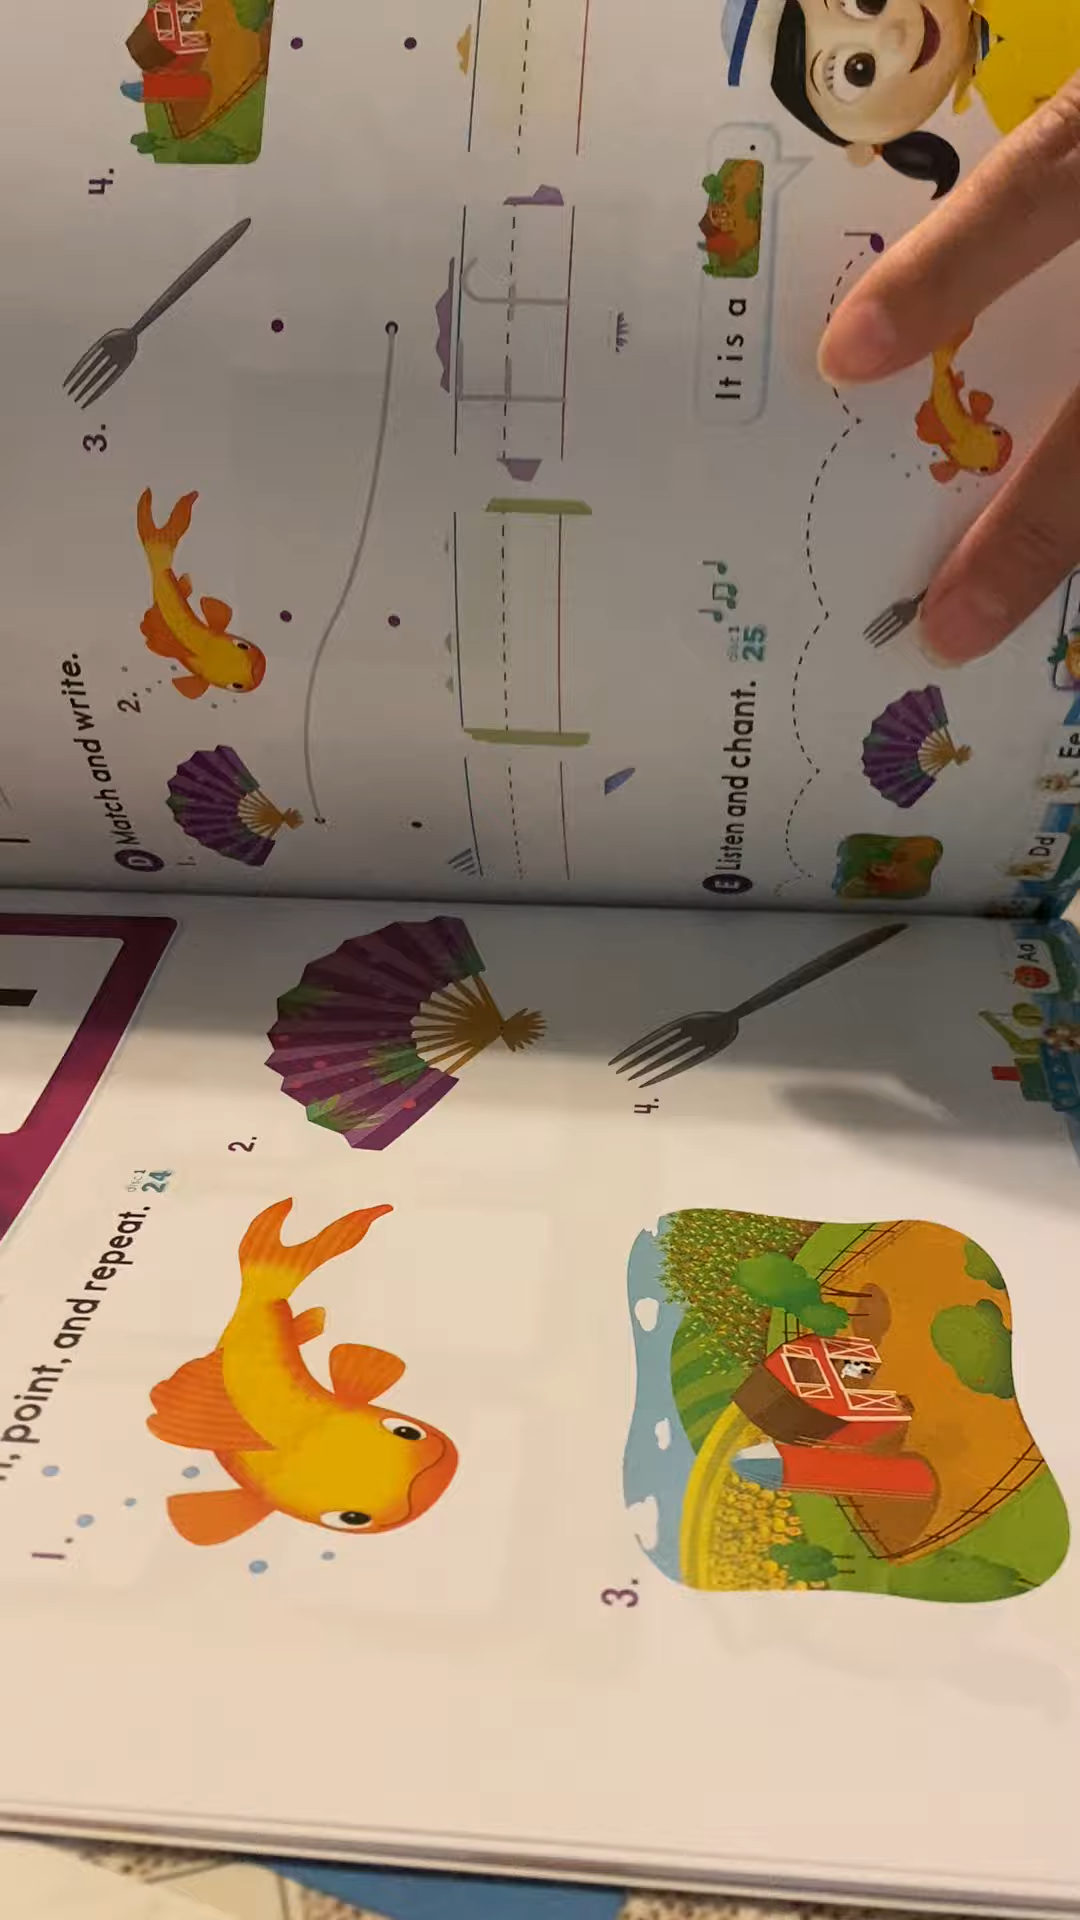 point, and repeat. disc 1 24
1.
2.
3.
4.
D Match and write.
1.
2.
3.
4.
Ff
E Listen and chant. disc 1 25
It is a .
Aa
Dd
Ee